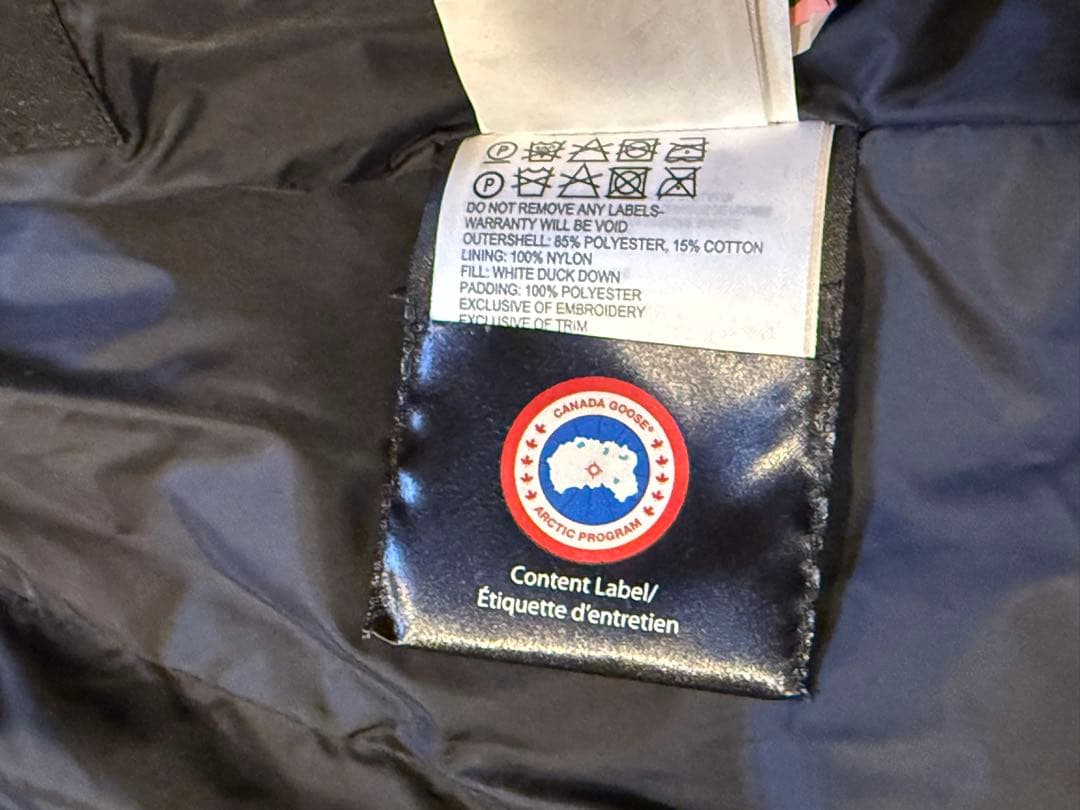 DO NOT REMOVE ANY LABELS-
WARRANTY WILL BE VOID
OUTERSHELL: 85% POLYESTER, 15% COTTON
LINING: 100% NYLON
FILL: WHITE DUCK DOWN
PADDING: 100% POLYESTER
EXCLUSIVE OF EMBROIDERY
EXCLUSIVE OF TRIM
CANADA GOOSE®
ARCTIC PROGRAM
Content Label/
Étiquette d'entretien